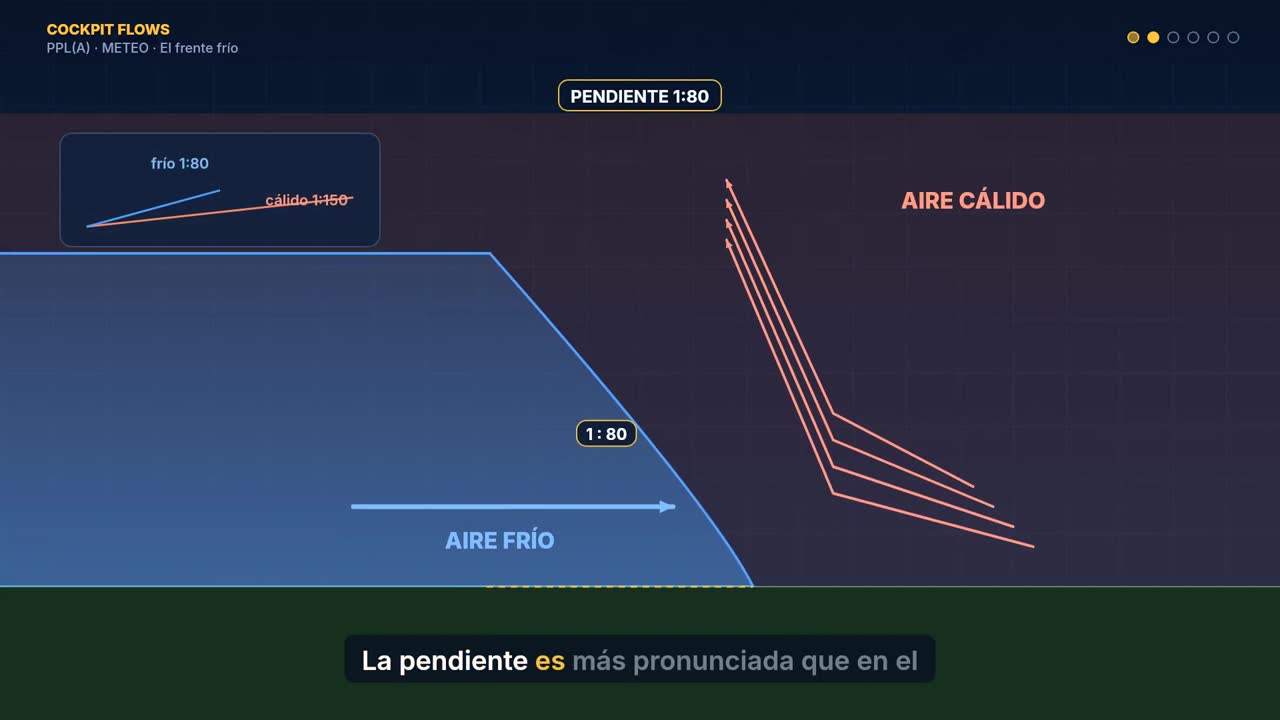 COCKPIT FLOWS
PPL(A) · METEO · El frente frío
PENDIENTE 1:80
frío 1:80
cálido 1:150
AIRE CÁLIDO
1 : 80
AIRE FRÍO
La pendiente es más pronunciada que en el